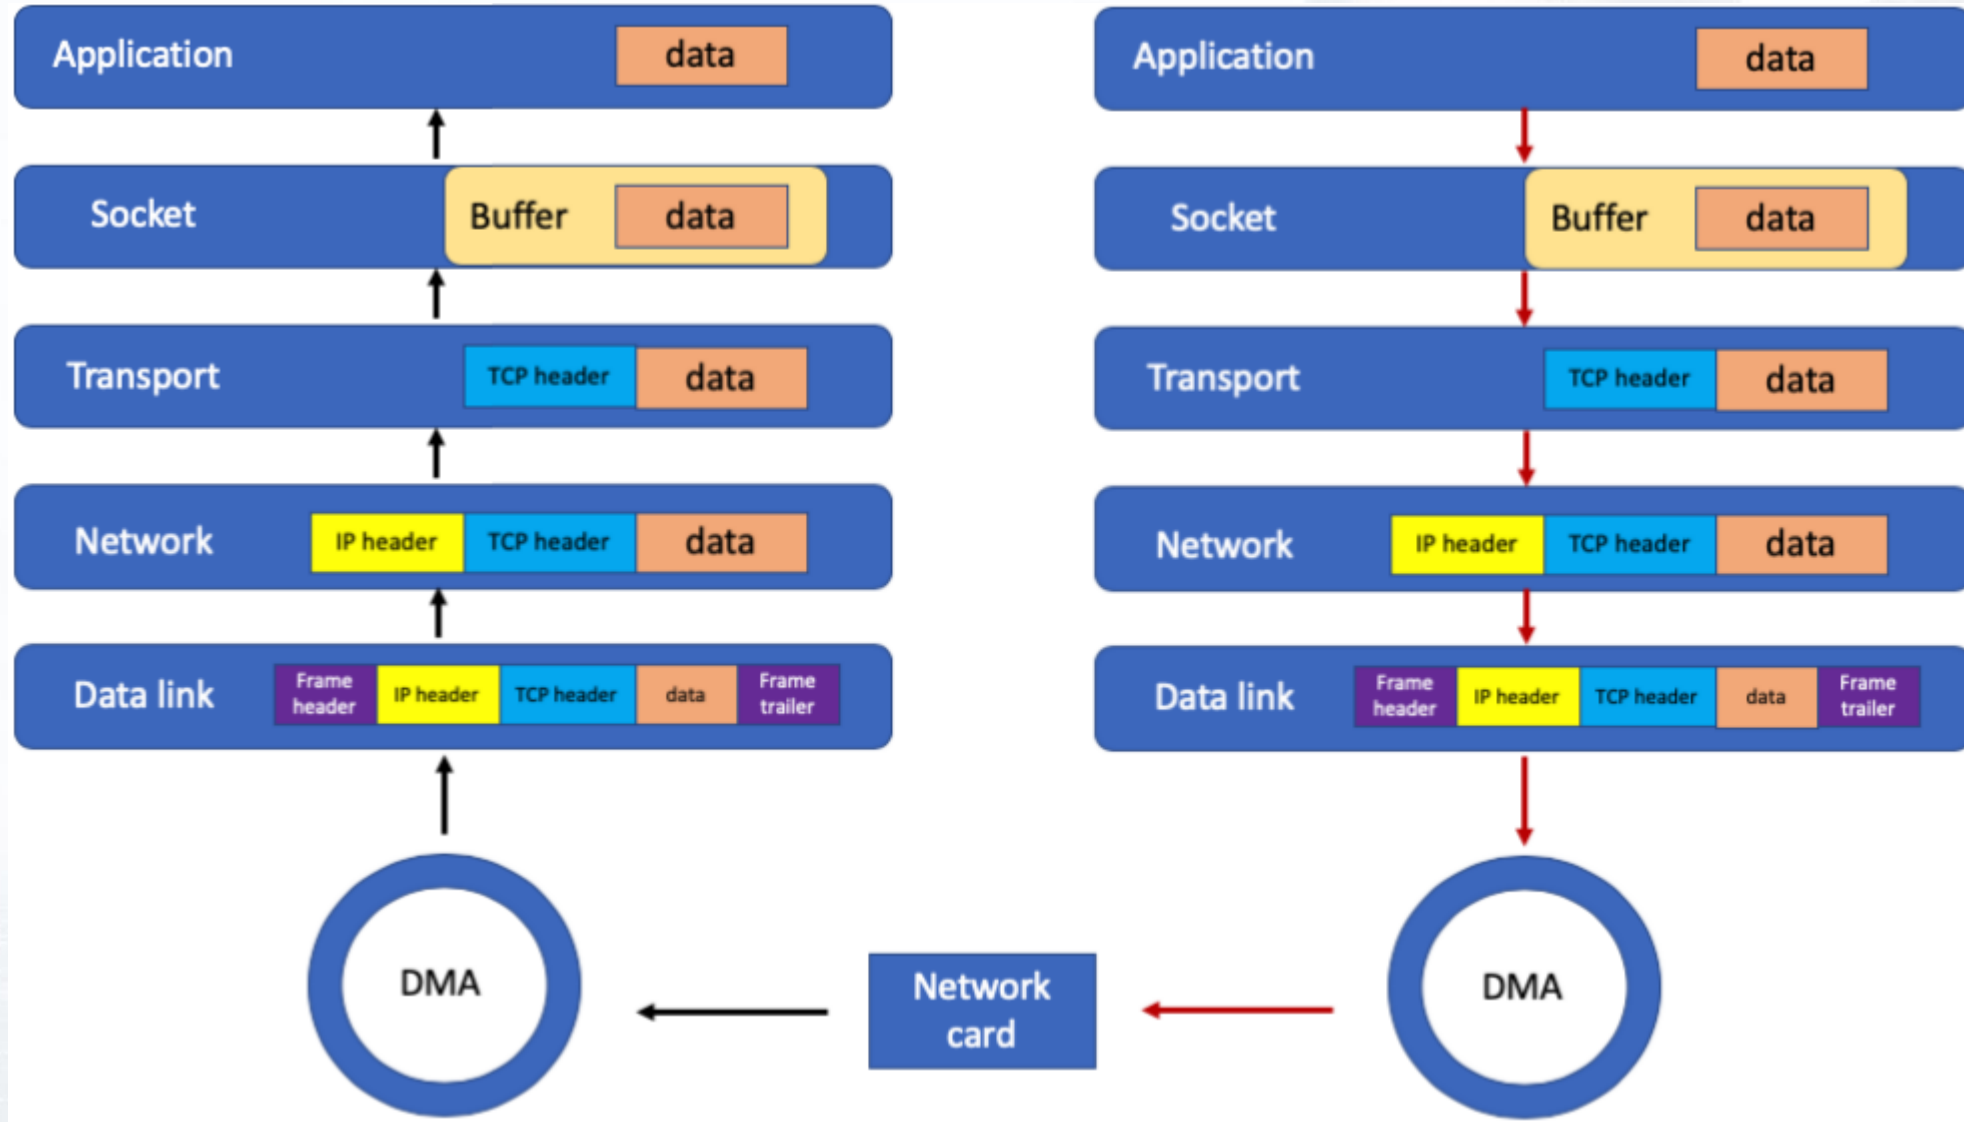 Application
data
Socket
Buffer
data
Transport
TCP header
data
Network
IP header
TCP header
data
Data link
Frame
header
IP header
TCP header
data
Frame
trailer
DMA
Network
card
Application
data
Socket
Buffer
data
Transport
TCP header
data
Network
IP header
TCP header
data
Data link
Frame
header
IP header
TCP header
data
Frame
trailer
DMA